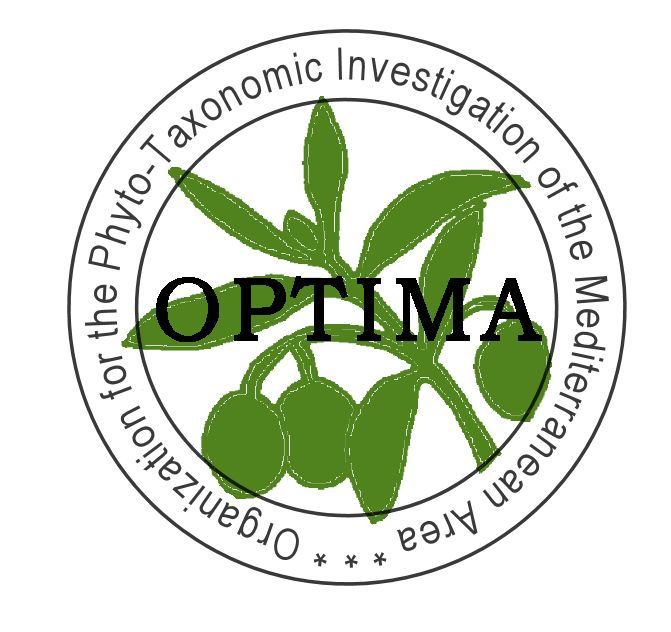 Organization for the Phyto-Taxonomic Investigation of the Mediterranean Area * * *
OPTIMA